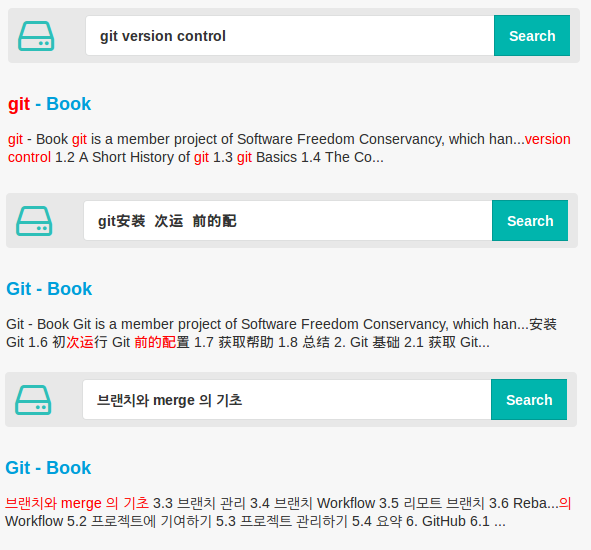 git version control
Search
git - Book
git - Book git is a member project of Software Freedom Conservancy, which han...version
control 1.2 A Short History of git 1.3 git Basics 1.4 The Co...
git安装 次运 前的配
Search
Git - Book
Git - Book Git is a member project of Software Freedom Conservancy, which han...安装
Git 1.6 初次运行 Git 前的配置 1.7 获取帮助 1.8 总结 2. Git 基础 2.1 获取 Git...
브랜치와 merge 의 기초
Search
Git - Book
브랜치와 merge 의 기초 3.3 브랜치 관리 3.4 브랜치 Workflow 3.5 리모트 브랜치 3.6 Reba...의
Workflow 5.2 프로젝트에 기여하기 5.3 프로젝트 관리하기 5.4 요약 6. GitHub 6.1 ...